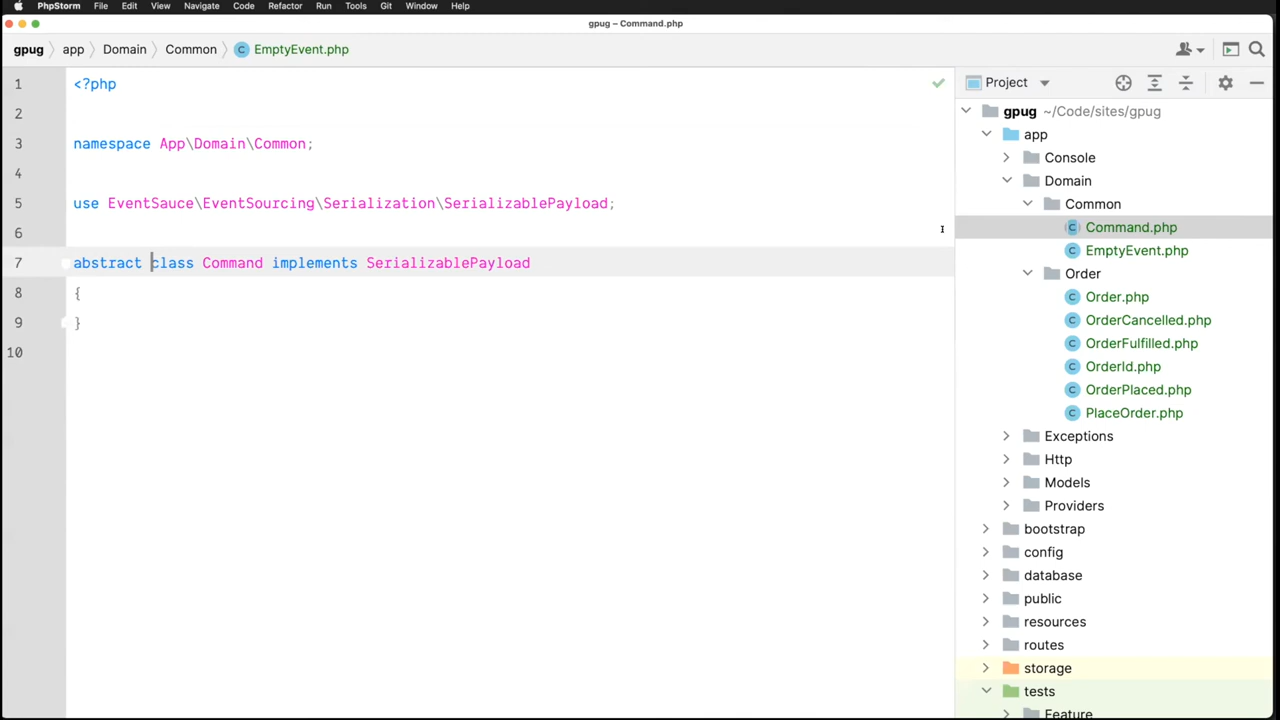 PhpStorm File Edit View Navigate Code Refactor Run Tools Git Window Help
gpug – Command.php
gpug app Domain Common EmptyEvent.php
Project
1 <?php
2
3 namespace App\Domain\Common;
4
5 use EventSauce\EventSourcing\Serialization\SerializablePayload;
6
7 abstract class Command implements SerializablePayload
8 {
9 }
10
gpug ~/Code/sites/gpug
app
Console
Domain
Common
Command.php
EmptyEvent.php
Order
Order.php
OrderCancelled.php
OrderFulfilled.php
OrderId.php
OrderPlaced.php
PlaceOrder.php
Exceptions
Http
Models
Providers
bootstrap
config
database
public
resources
routes
storage
tests
Feature